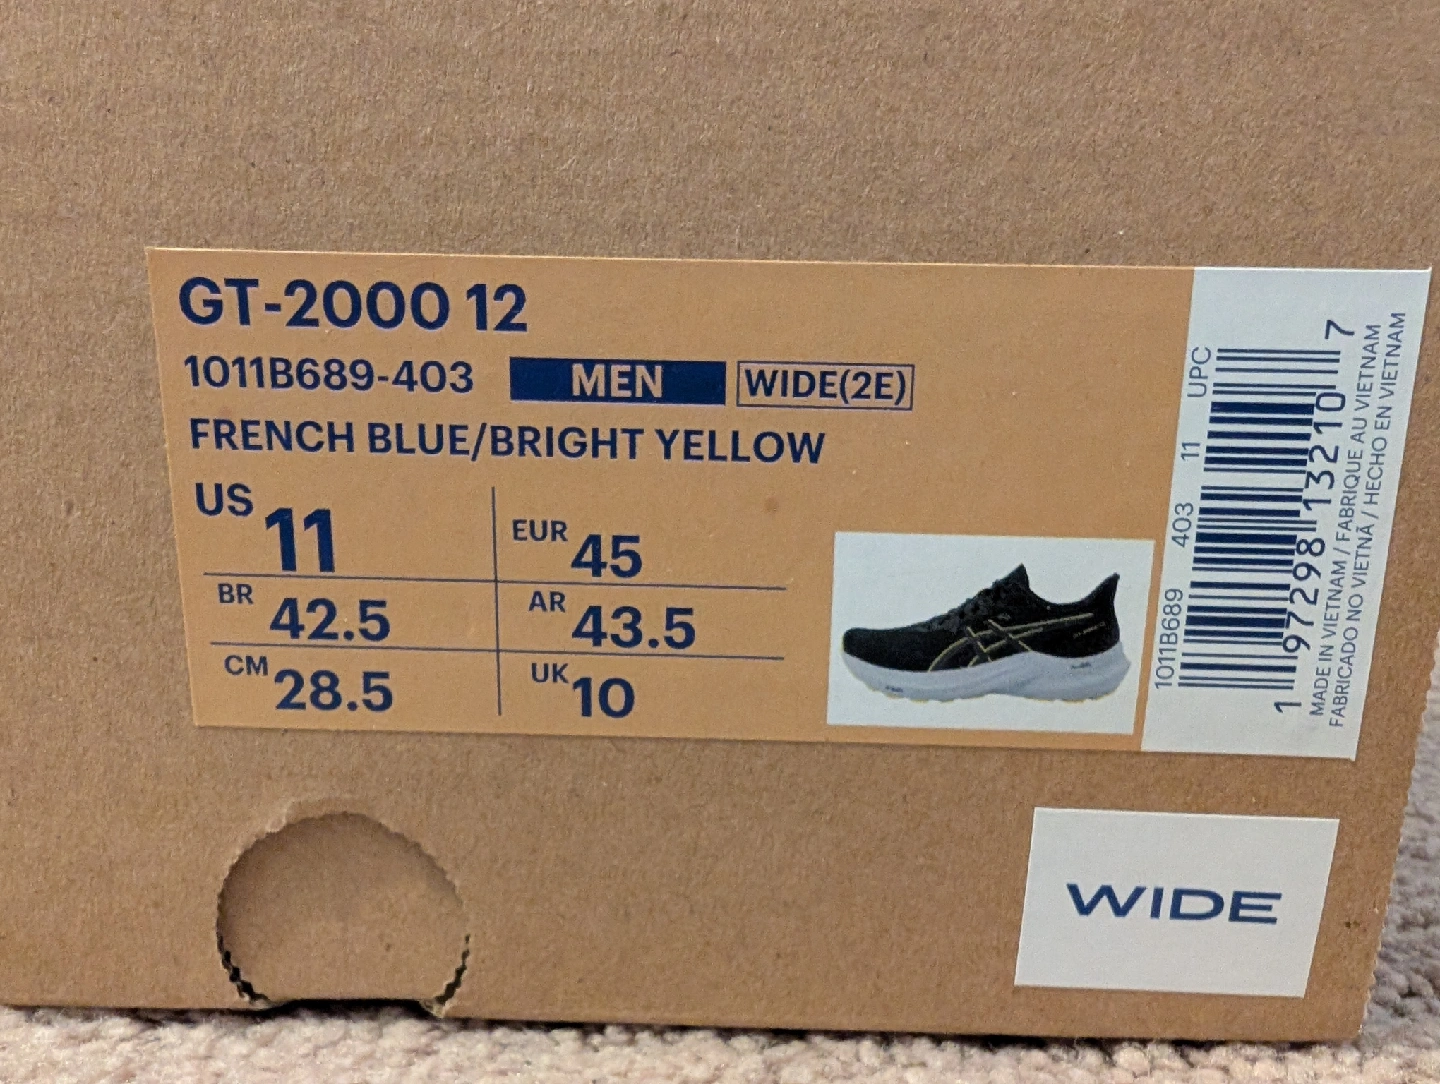 GT-2000 12
1011B689-403 MEN WIDE(2E)
FRENCH BLUE/BRIGHT YELLOW
US 11 EUR 45
BR 42.5 AR 43.5
CM 28.5 UK 10
1011B689 403 11 UPC
1 97298 13210 7
MADE IN VIETNAM / FABRIQUE AU VIETNAM
FABRICADO NO VIETNÃ / HECHO EN VIETNAM
WIDE